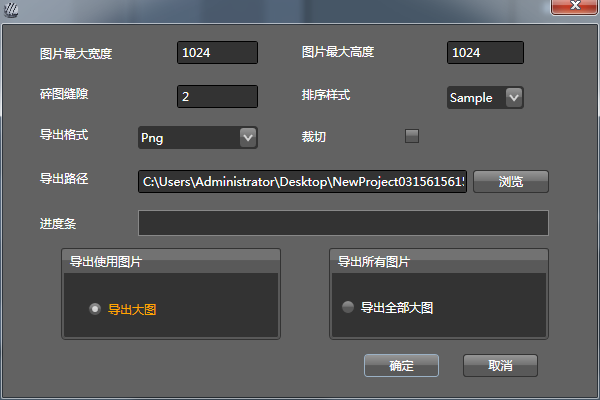 图片最大宽度 1024 图片最大高度 1024
碎图缝隙 2 排序样式 Sample
导出格式 Png 裁切
导出路径 C:\Users\Administrator\Desktop\NewProject031561561 浏览
进度条
导出使用图片 导出所有图片
导出大图 导出全部大图
确定 取消